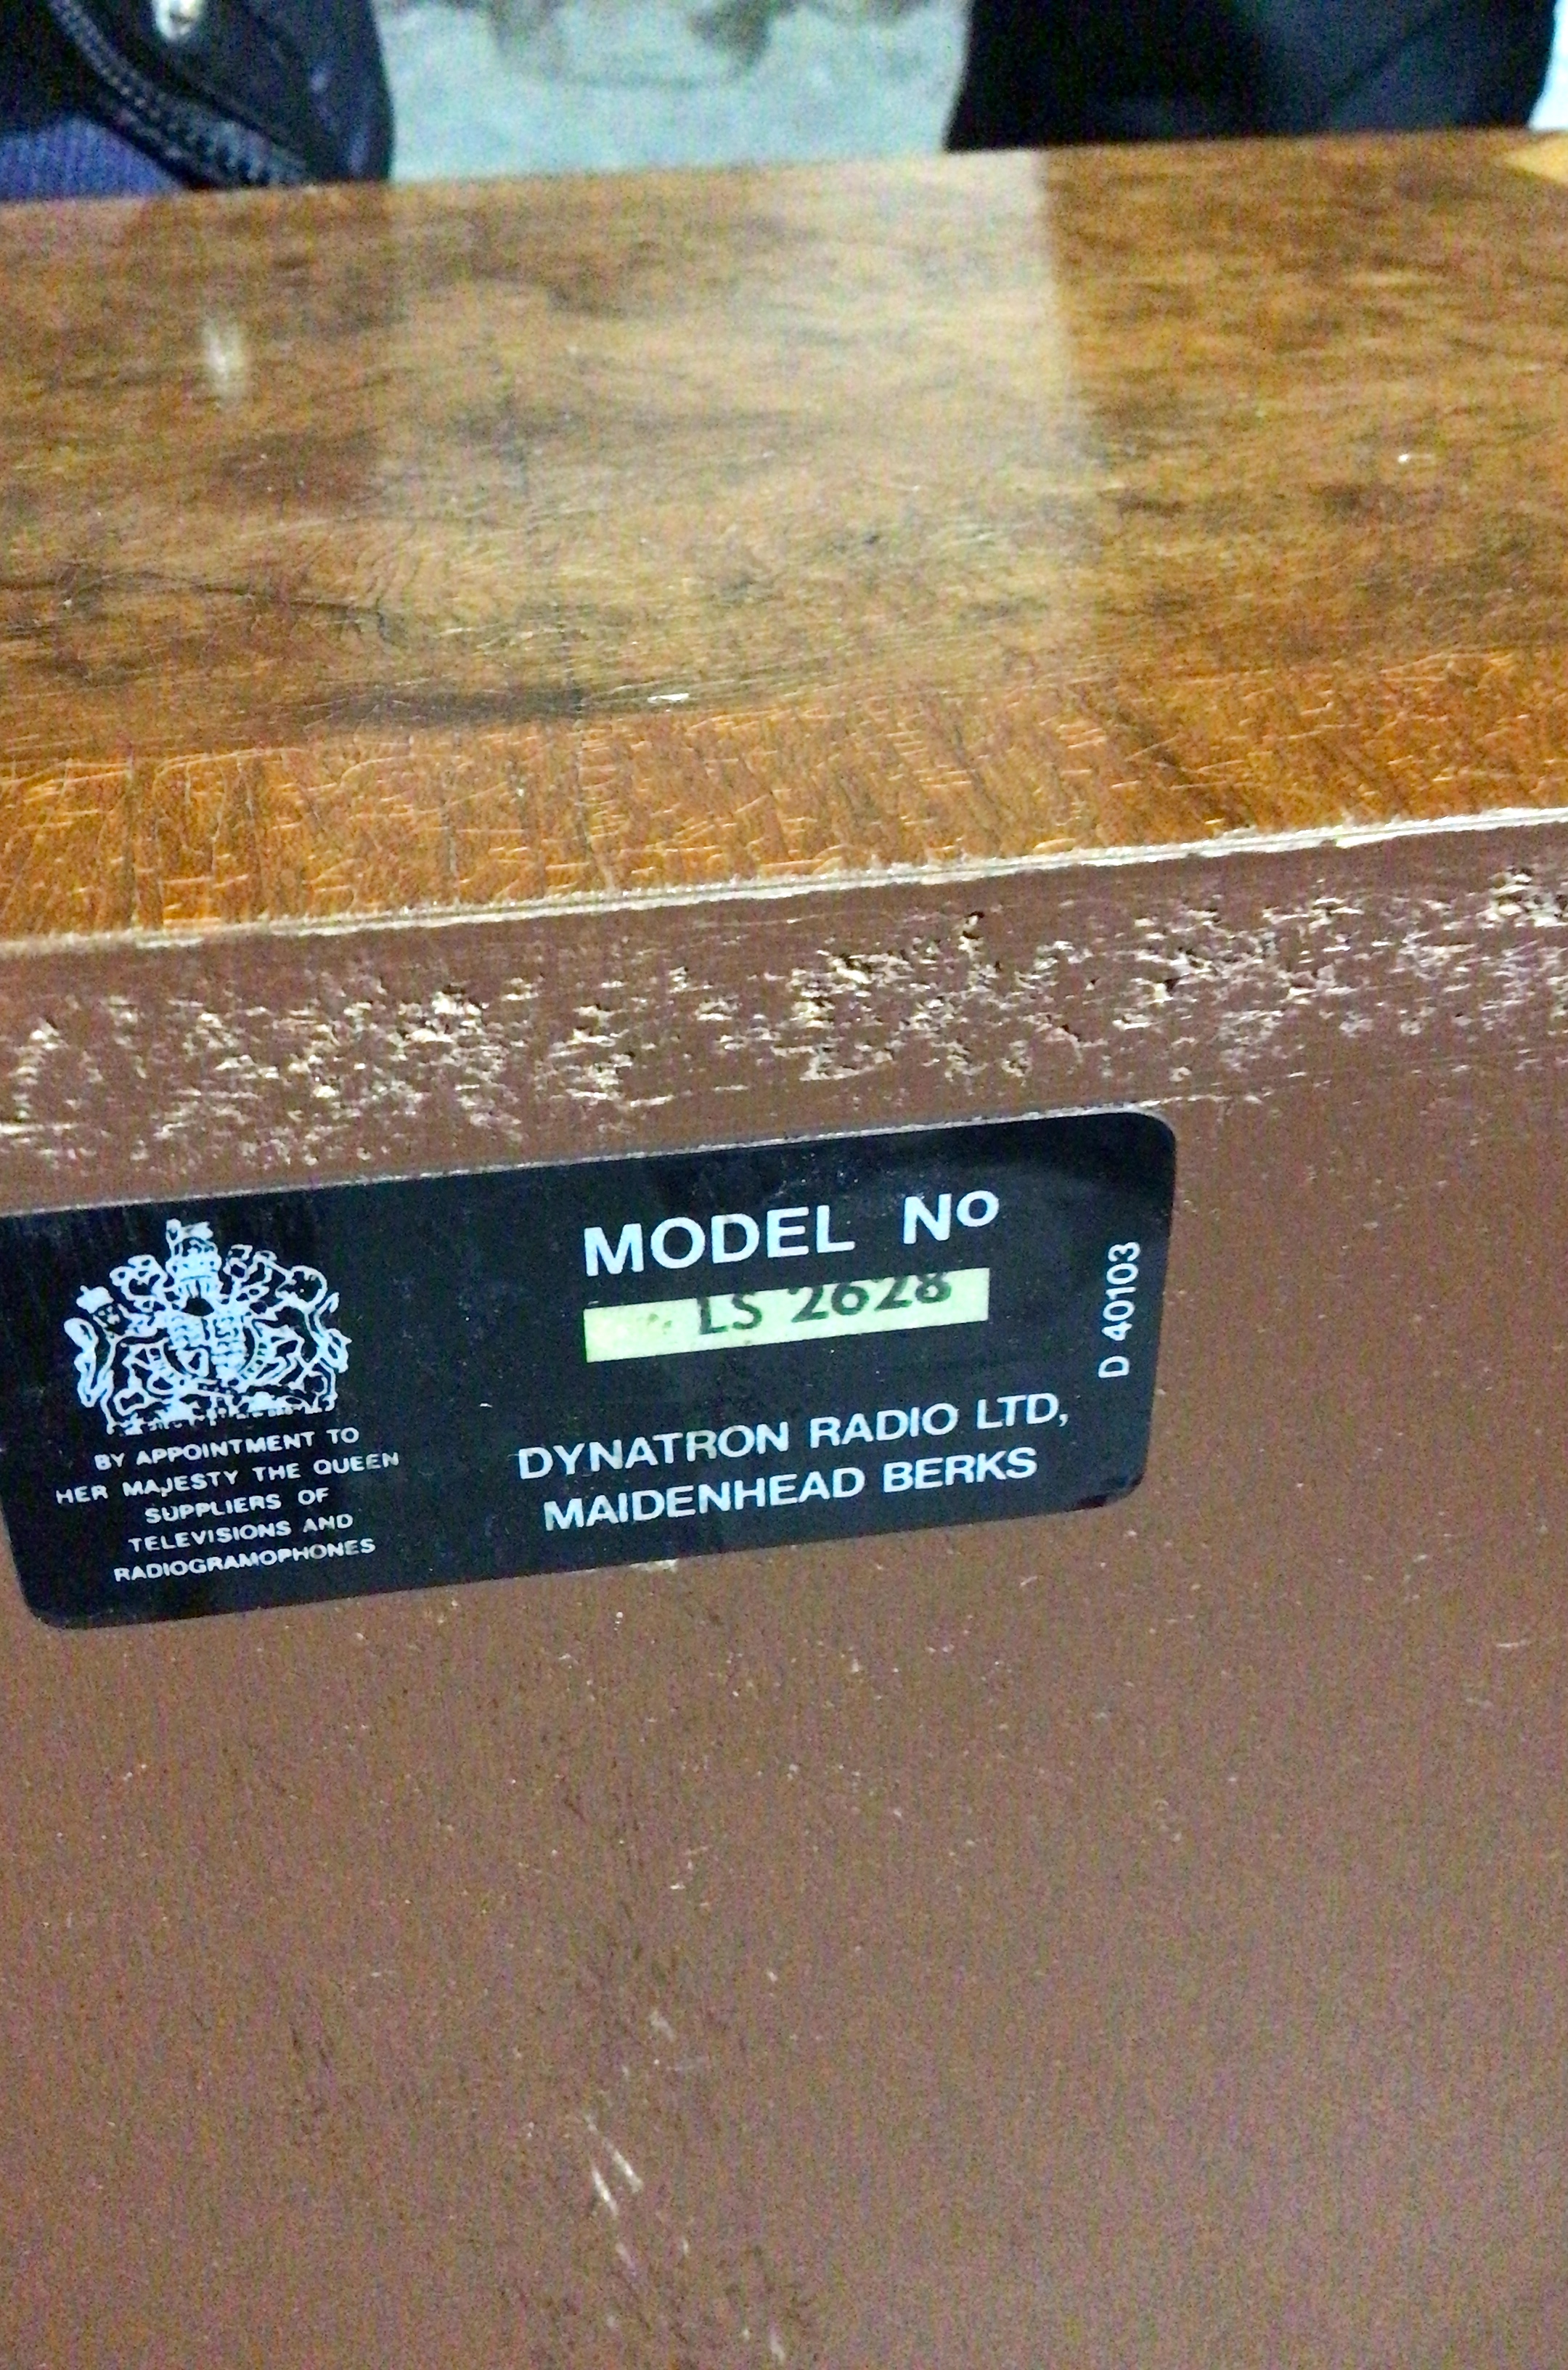 MODEL No
LS 2628
D 40103
BY APPOINTMENT TO
HER MAJESTY THE QUEEN
SUPPLIERS OF
TELEVISIONS AND
RADIOGRAMOPHONES
DYNATRON RADIO LTD,
MAIDENHEAD BERKS